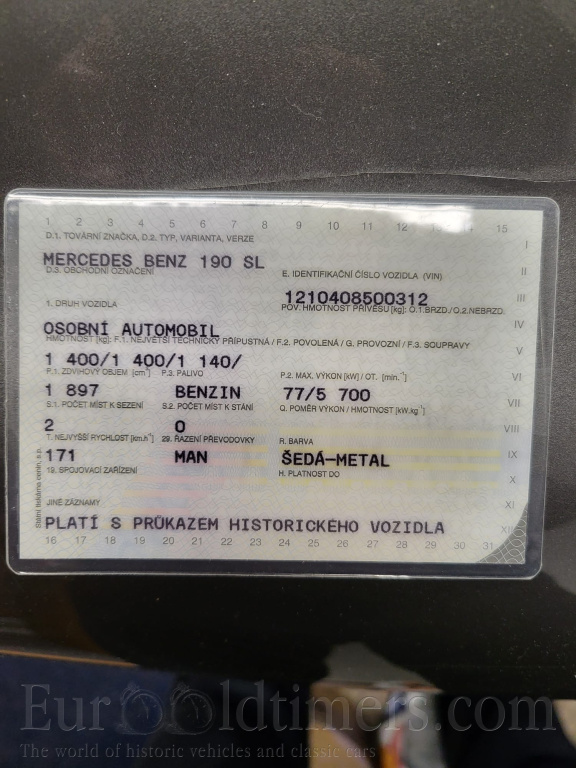 1 2 3 4 5 6 7 8 9 10 11 12 13 14 15
D.1. TOVÁRNÍ ZNAČKA, D.2. TYP, VARIANTA, VERZE
I
MERCEDES BENZ 190 SL
D.3. OBCHODNÍ OZNAČENÍ
E. IDENTIFIKAČNÍ ČÍSLO VOZIDLA (VIN)
II
1210408500312
III
1. DRUH VOZIDLA
POV. HMOTNOST PŘÍVĚSU [kg]: O.1.BRZD./O.2.NEBRZD.
IV
OSOBNÍ AUTOMOBIL
HMOTNOST [kg]: F.1. NEJVĚTŠÍ TECHNICKY PŘÍPUSTNÁ / F.2. POVOLENÁ / G. PROVOZNÍ / F.3. SOUPRAVY
V
1 400/1 400/1 140/
P.1. ZDVIHOVÝ OBJEM [cm³] P.3. PALIVO P.2. MAX. VÝKON [kW] / OT. [min.⁻¹]
VI
1 897 BENZIN 77/5 700
S.1. POČET MÍST K SEZENÍ S.2. POČET MÍST K STÁNÍ Q. POMĚR VÝKON / HMOTNOST [kW.kg⁻¹]
VII
2 0
VIII
T. NEJVYŠŠÍ RYCHLOST [km.h⁻¹] 29. ŘAZENÍ PŘEVODOVKY R. BARVA
171 MAN ŠEDÁ-METAL
IX
19. SPOJOVACÍ ZAŘÍZENÍ H. PLATNOST DO
X
JINÉ ZÁZNAMY
XI
PLATÍ S PRŮKAZEM HISTORICKÉHO VOZIDLA
XII
16 17 18 19 20 21 22 23 24 25 26 27 28 29 30 31
Státní tiskárna cenin, s.p.
EuroOldtimers.com
The world of historic vehicles and classic cars